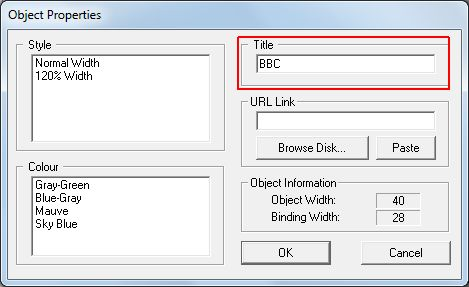 Object Properties
Style
Normal Width
120% Width
Title
BBC
URL Link
Browse Disk...
Paste
Colour
Gray-Green
Blue-Gray
Mauve
Sky Blue
Object Information
Object Width: 40
Binding Width: 28
OK
Cancel